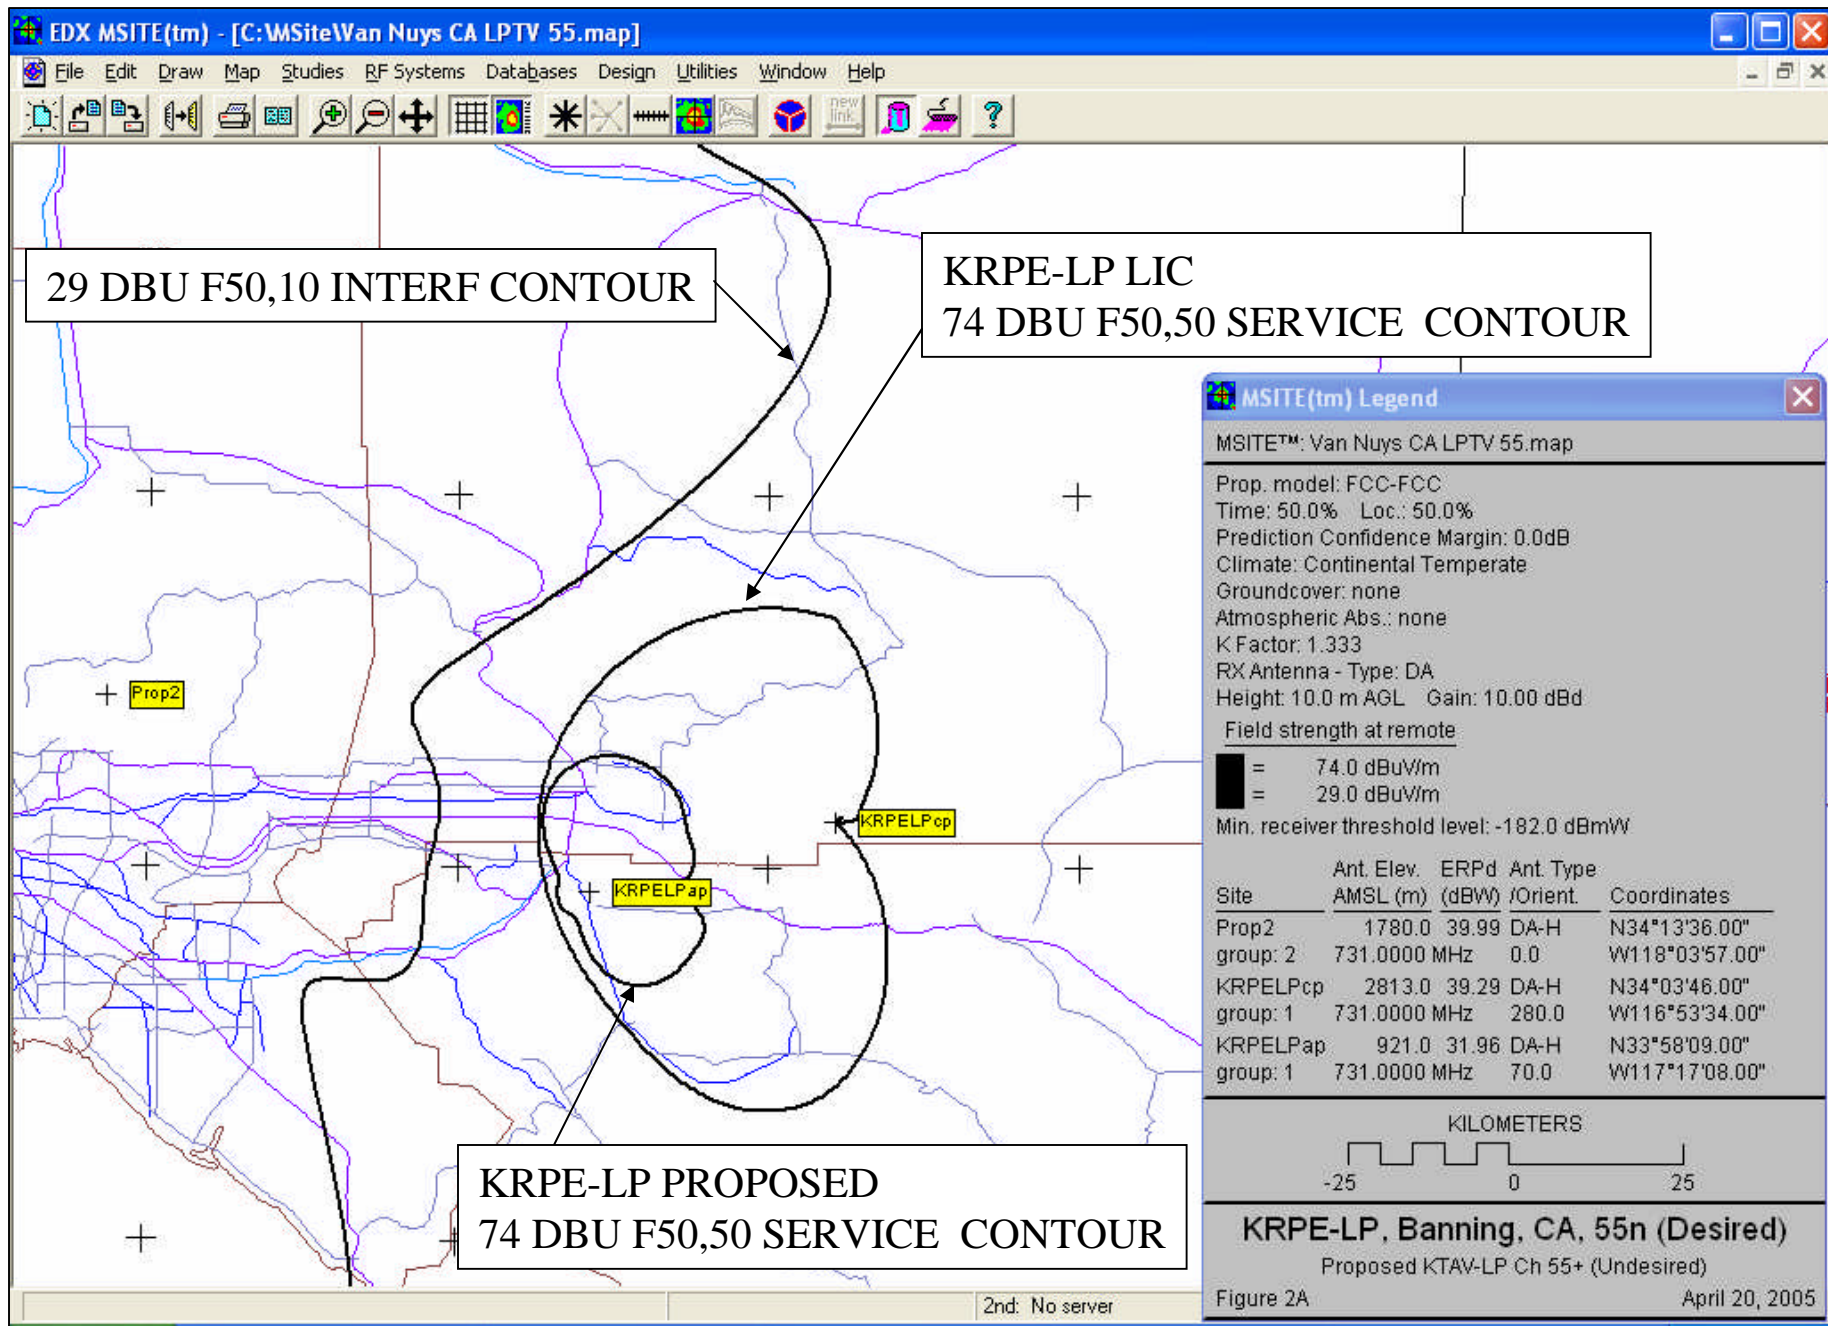 EDX MSITE(tm) - [C:\MSite\Van Nuys CA LPTV 55.map]
File Edit Draw Map Studies RF Systems Databases Design Utilities Window Help
new link
29 DBU F50,10 INTERF CONTOUR
KRPE-LP LIC
74 DBU F50,50 SERVICE CONTOUR
Prop2
KRPELPcp
KRPELPap
KRPE-LP PROPOSED
74 DBU F50,50 SERVICE CONTOUR
MSITE(tm) Legend
MSITE™: Van Nuys CA LPTV 55.map
Prop. model: FCC-FCC
Time: 50.0% Loc.: 50.0%
Prediction Confidence Margin: 0.0dB
Climate: Continental Temperate
Groundcover: none
Atmospheric Abs.: none
K Factor: 1.333
RX Antenna - Type: DA
Height: 10.0 m AGL Gain: 10.00 dBd
Field strength at remote
= 74.0 dBuV/m
= 29.0 dBuV/m
Min. receiver threshold level: -182.0 dBmW
Ant. Elev. ERPd Ant. Type
Site AMSL (m) (dBW) /Orient. Coordinates
Prop2 1780.0 39.99 DA-H N34°13'36.00"
group: 2 731.0000 MHz 0.0 W118°03'57.00"
KRPELPcp 2813.0 39.29 DA-H N34°03'46.00"
group: 1 731.0000 MHz 280.0 W116°53'34.00"
KRPELPap 921.0 31.96 DA-H N33°58'09.00"
group: 1 731.0000 MHz 70.0 W117°17'08.00"
KILOMETERS
-25 0 25
KRPE-LP, Banning, CA, 55n (Desired)
Proposed KTAV-LP Ch 55+ (Undesired)
Figure 2A April 20, 2005
2nd: No server